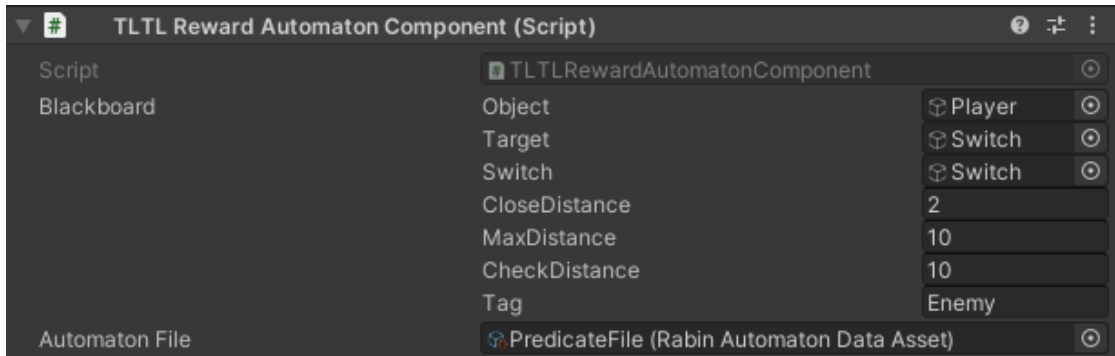 # TLTL Reward Automaton Component (Script)
Script # TLTLRewardAutomatonComponent
Blackboard Object Player
Target Switch
Switch Switch
CloseDistance 2
MaxDistance 10
CheckDistance 10
Tag Enemy
Automaton File PredicateFile (Rabin Automaton Data Asset)